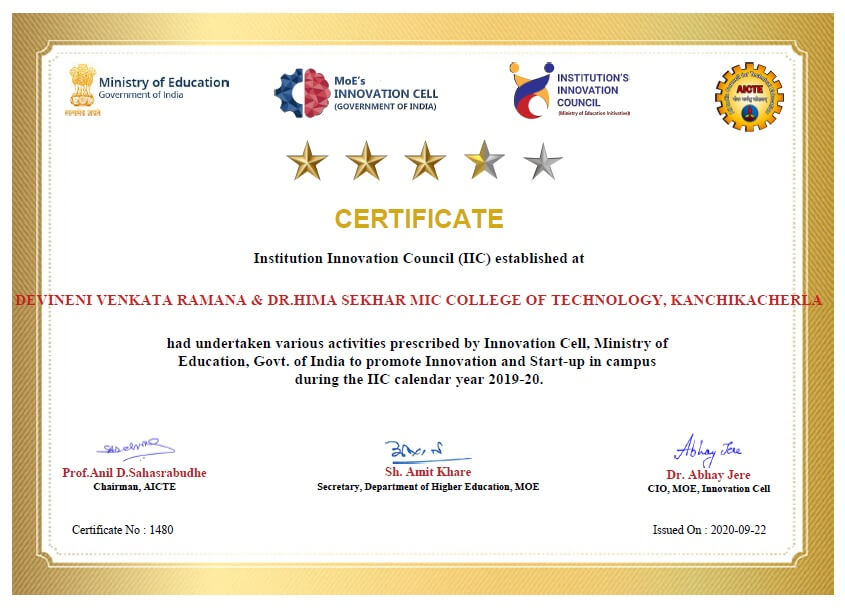 Ministry of Education
Government of India
सत्यमेव जयते
MoE's
INNOVATION CELL
(GOVERNMENT OF INDIA)
INSTITUTION'S
INNOVATION
COUNCIL
(Ministry of Education Initiative)
AICTE
CERTIFICATE
Institution Innovation Council (IIC) established at
DEVINENI VENKATA RAMANA & DR.HIMA SEKHAR MIC COLLEGE OF TECHNOLOGY, KANCHIKACHERLA
had undertaken various activities prescribed by Innovation Cell, Ministry of
Education, Govt. of India to promote Innovation and Start-up in campus
during the IIC calendar year 2019-20.
Prof.Anil D.Sahasrabudhe
Chairman, AICTE
Sh. Amit Khare
Secretary, Department of Higher Education, MOE
Abhay Jere
Dr. Abhay Jere
CIO, MOE, Innovation Cell
Certificate No : 1480
Issued On : 2020-09-22